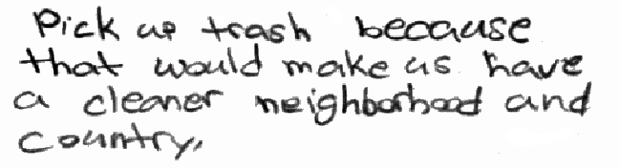 Pick up trash because
that would make us have
a cleaner neighborhood and
country,